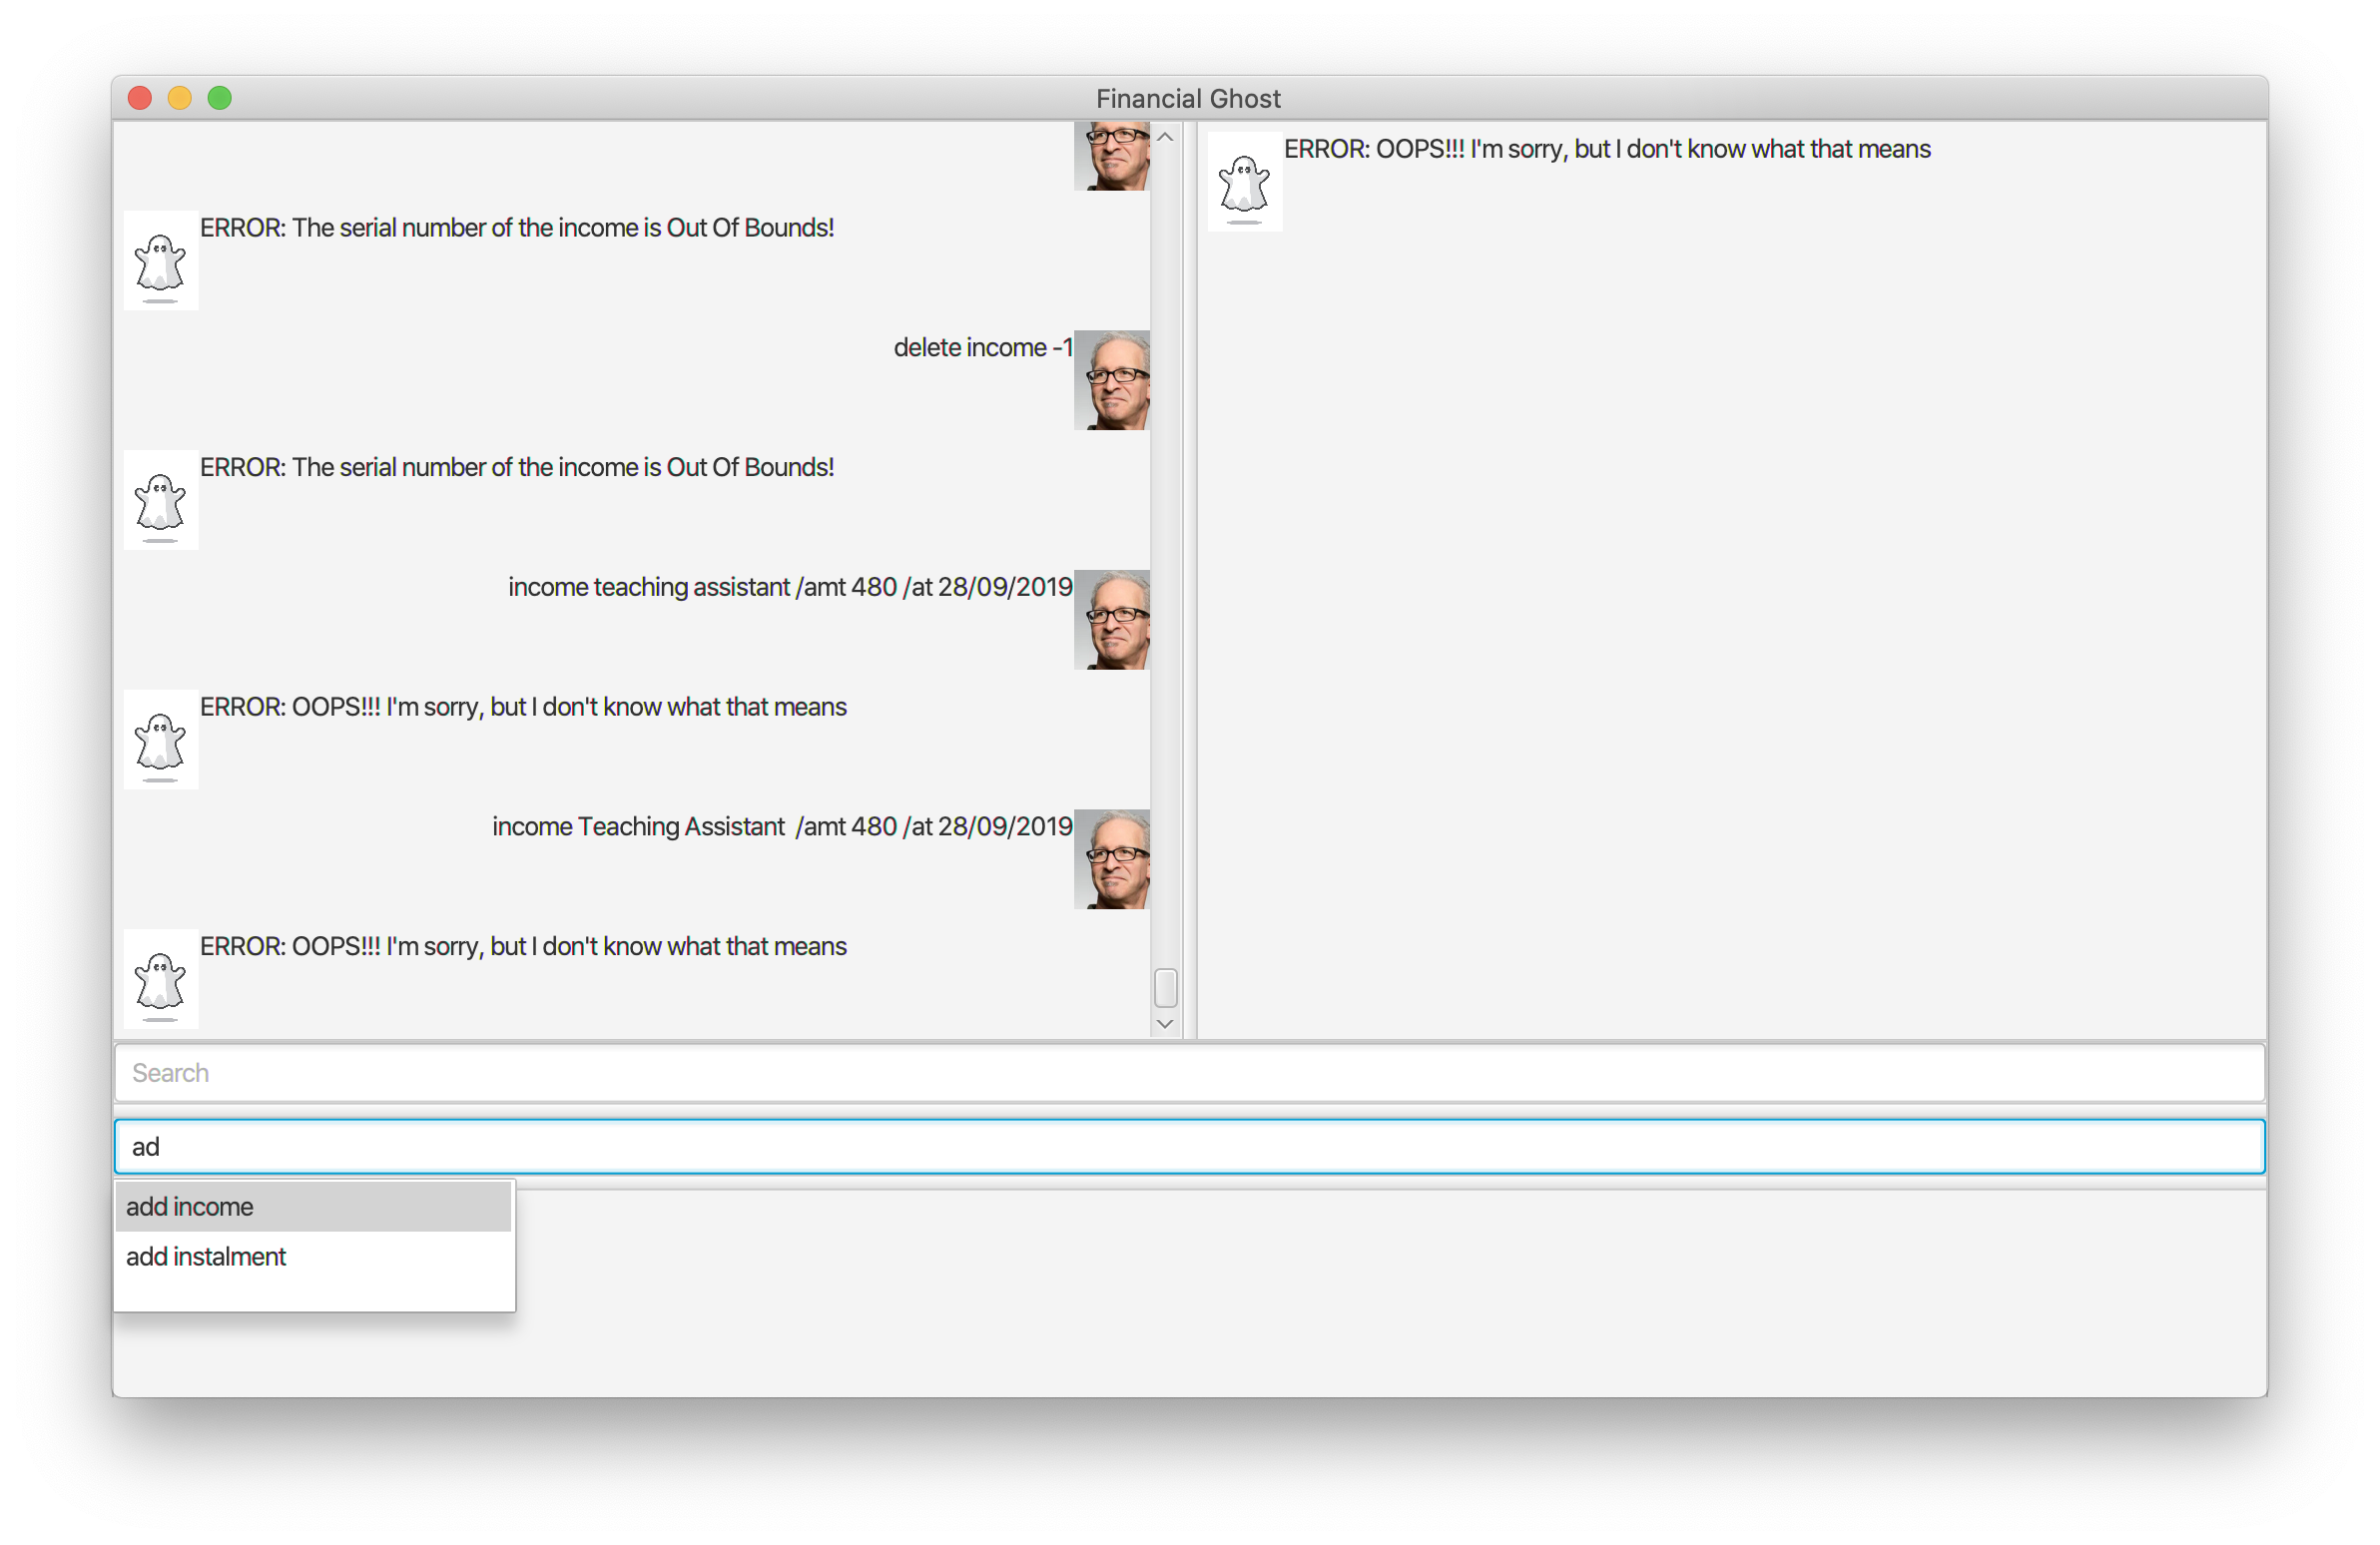 Financial Ghost
ERROR: The serial number of the income is Out Of Bounds!
delete income -1
ERROR: The serial number of the income is Out Of Bounds!
income teaching assistant /amt 480 /at 28/09/2019
ERROR: OOPS!!! I'm sorry, but I don't know what that means
income Teaching Assistant  /amt 480 /at 28/09/2019
ERROR: OOPS!!! I'm sorry, but I don't know what that means
ERROR: OOPS!!! I'm sorry, but I don't know what that means
Search
ad
add income
add instalment